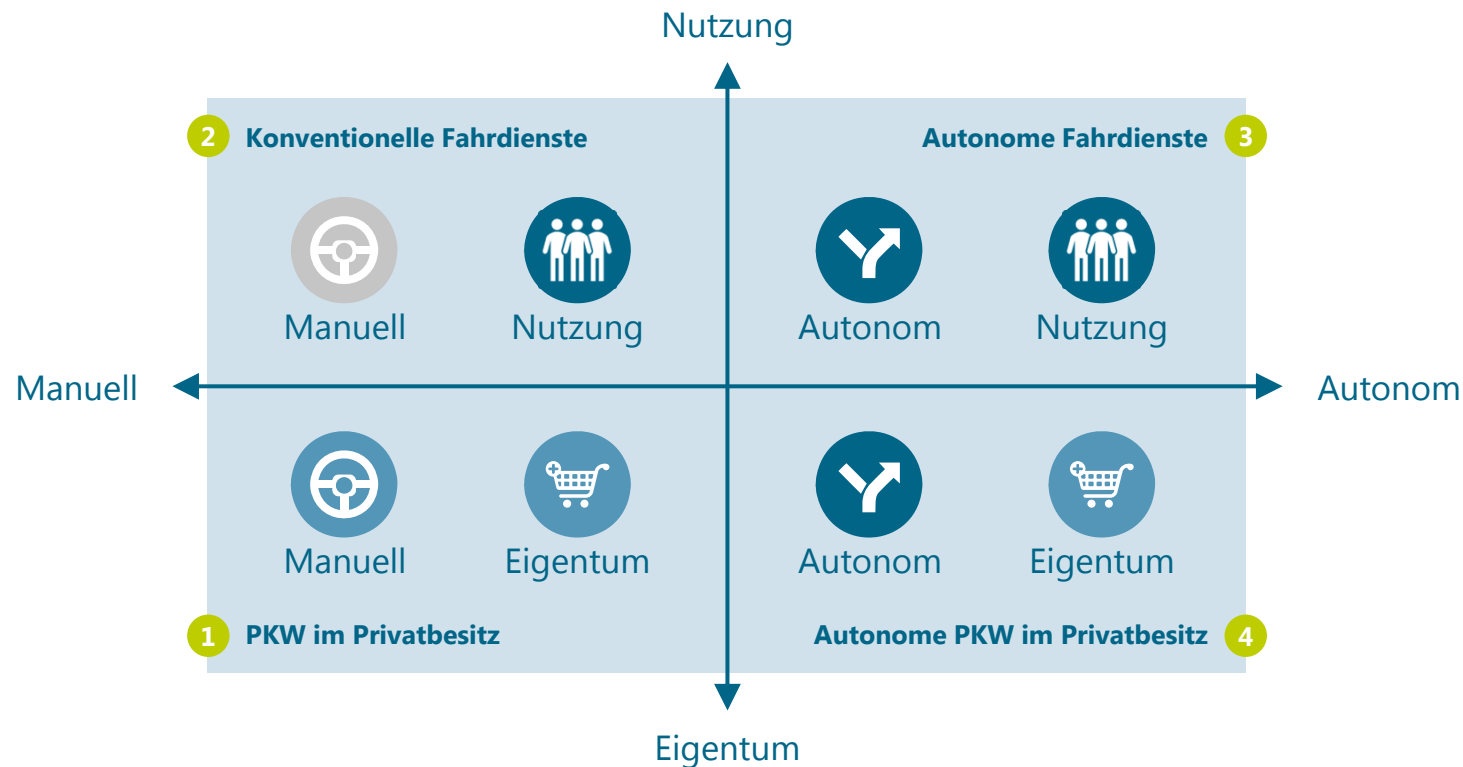 Nutzung
2 Konventionelle Fahrdienste
Autonome Fahrdienste 3
Manuell Nutzung Autonom Nutzung
Manuell
Autonom
Manuell Eigentum Autonom Eigentum
1 PKW im Privatbesitz
Autonome PKW im Privatbesitz 4
Eigentum